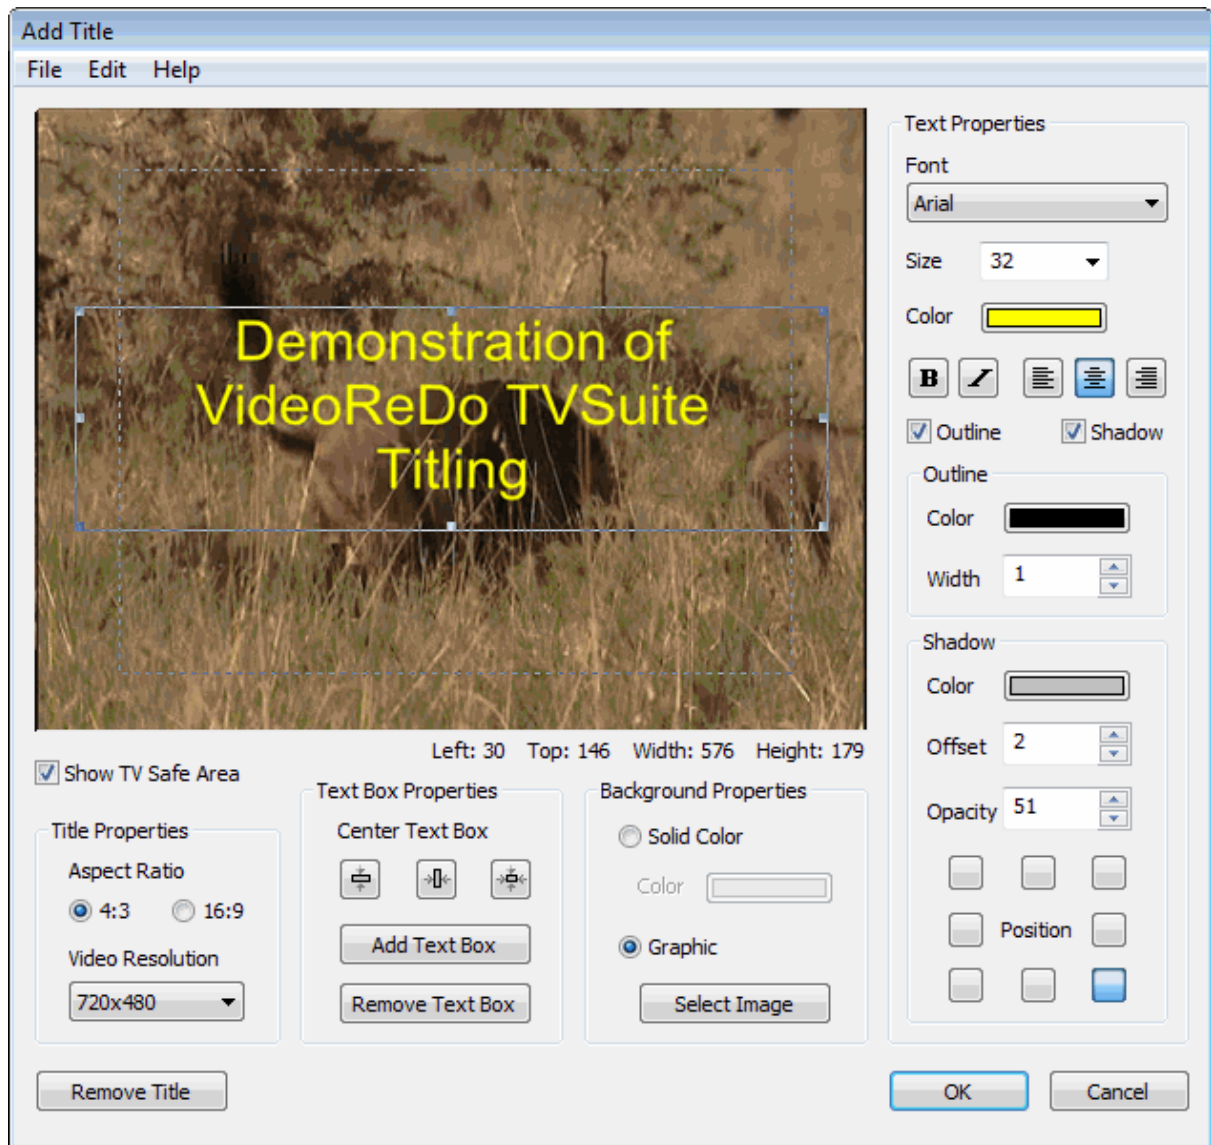 Add Title
File Edit Help
Demonstration of
VideoReDo TVSuite
Titling
Left: 30 Top: 146 Width: 576 Height: 179
Show TV Safe Area
Title Properties
Aspect Ratio
4:3 16:9
Video Resolution
720x480
Text Box Properties
Center Text Box
Add Text Box
Remove Text Box
Background Properties
Solid Color
Color
Graphic
Select Image
Text Properties
Font
Arial
Size 32
Color
B I
Outline Shadow
Outline
Color
Width 1
Shadow
Color
Offset 2
Opacity 51
Position
Remove Title
OK Cancel